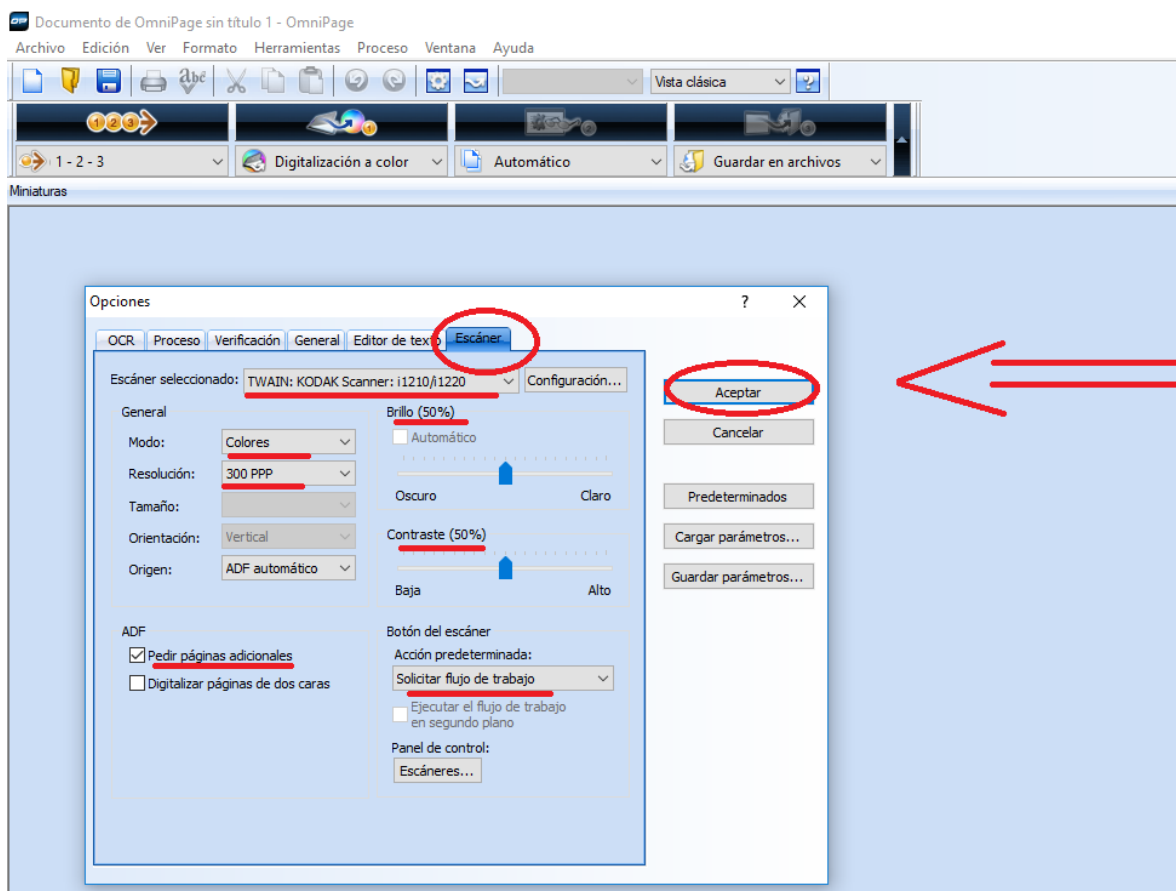 Documento de OmniPage sin título 1 - OmniPage
Archivo Edición Ver Formato Herramientas Proceso Ventana Ayuda
Vista clásica
1 2 3
1 - 2 - 3 Digitalización a color Automático Guardar en archivos
Miniaturas
Opciones ? X
OCR Proceso Verificación General Editor de texto Escáner
Escáner seleccionado: TWAIN: KODAK Scanner: i1210/i1220 Configuración...
General
Modo: Colores
Resolución: 300 PPP
Tamaño:
Orientación: Vertical
Origen: ADF automático
Brillo (50%)
Automático
Oscuro Claro
Contraste (50%)
Baja Alto
ADF
Pedir páginas adicionales
Digitalizar páginas de dos caras
Botón del escáner
Acción predeterminada:
Solicitar flujo de trabajo
Ejecutar el flujo de trabajo
en segundo plano
Panel de control:
Escáneres...
Aceptar
Cancelar
Predeterminados
Cargar parámetros...
Guardar parámetros...